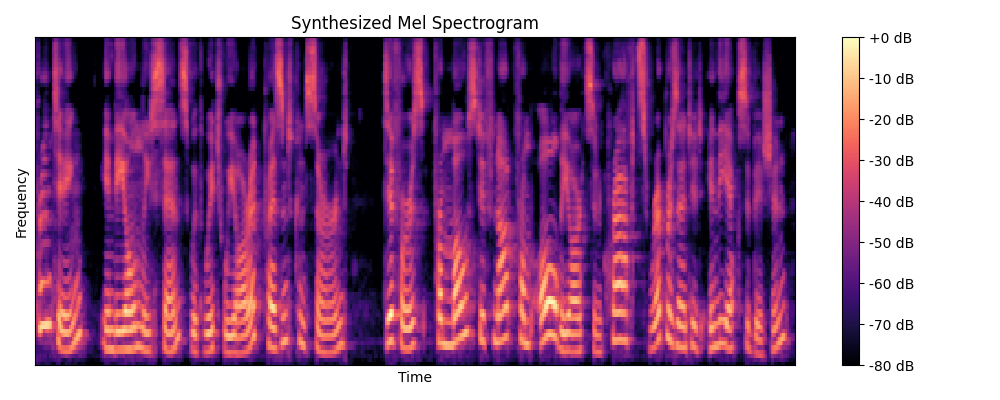 Synthesized Mel Spectrogram
Frequency
Time
+0 dB
-10 dB
-20 dB
-30 dB
-40 dB
-50 dB
-60 dB
-70 dB
-80 dB